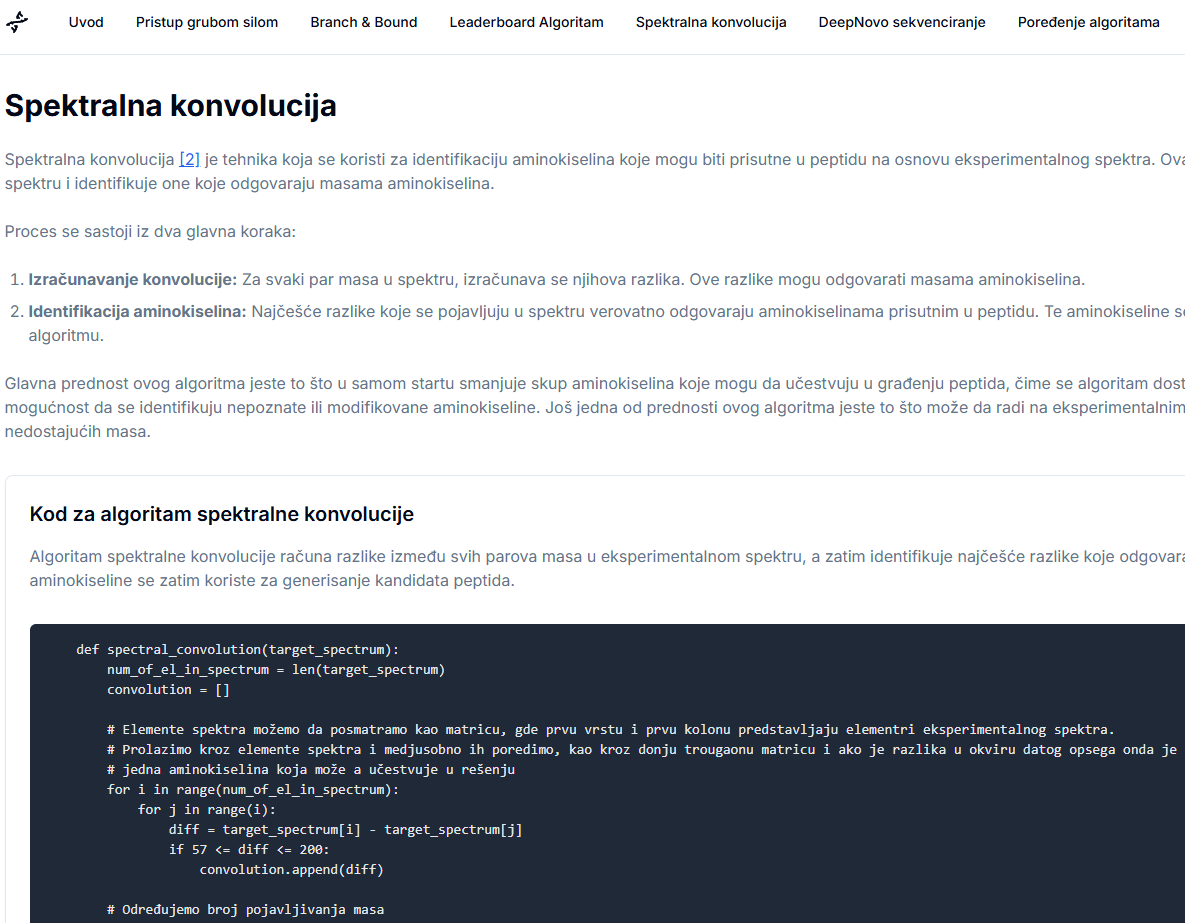 Uvod Pristup grubom silom Branch & Bound Leaderboard Algoritam Spektralna konvolucija DeepNovo sekvenciranje Poređenje algoritama
Spektralna konvolucija
Spektralna konvolucija [2] je tehnika koja se koristi za identifikaciju aminokiselina koje mogu biti prisutne u peptidu na osnovu eksperimentalnog spektra.
spektru i identifikuje one koje odgovaraju masama aminokiselina.
Proces se sastoji iz dva glavna koraka:
1. Izračunavanje konvolucije: Za svaki par masa u spektru, izračunava se njihova razlika. Ove razlike mogu odgovarati masama aminokiselina.
2. Identifikacija aminokiselina: Najčešće razlike koje se pojavljuju u spektru verovatno odgovaraju aminokiselinama prisutnim u peptidu. Te aminokiseline
algoritmu.
Glavna prednost ovog algoritma jeste to što u samom startu smanjuje skup aminokiselina koje mogu da učestvuju u građenju peptida, čime se algoritam
mogućnost da se identifikuju nepoznate ili modifikovane aminokiseline. Još jedna od prednosti ovog algoritma jeste to što može da radi na eksperimentalnim
nedostajućih masa.
Kod za algoritam spektralne konvolucije
Algoritam spektralne konvolucije računa razlike između svih parova masa u eksperimentalnom spektru, a zatim identifikuje najčešće razlike koje
aminokiseline se zatim koriste za generisanje kandidata peptida.
def spectral_convolution(target_spectrum):
num_of_el_in_spectrum = len(target_spectrum)
convolution = []
# Elemente spektra možemo da posmatramo kao matricu, gde prvu vrstu i prvu kolonu predstavljaju elementri eksperimentalnog spektra.
# Prolazimo kroz elemente spektra i medjusobno ih poredimo, kao kroz donju trougaonu matricu i ako je razlika u okviru datog opsega onda je
# jedna aminokiselina koja može a učestvuje u rešenju
for i in range(num_of_el_in_spectrum):
for j in range(i):
diff = target_spectrum[i] - target_spectrum[j]
if 57 <= diff <= 200:
convolution.append(diff)
# Određujemo broj pojavljivanja masa